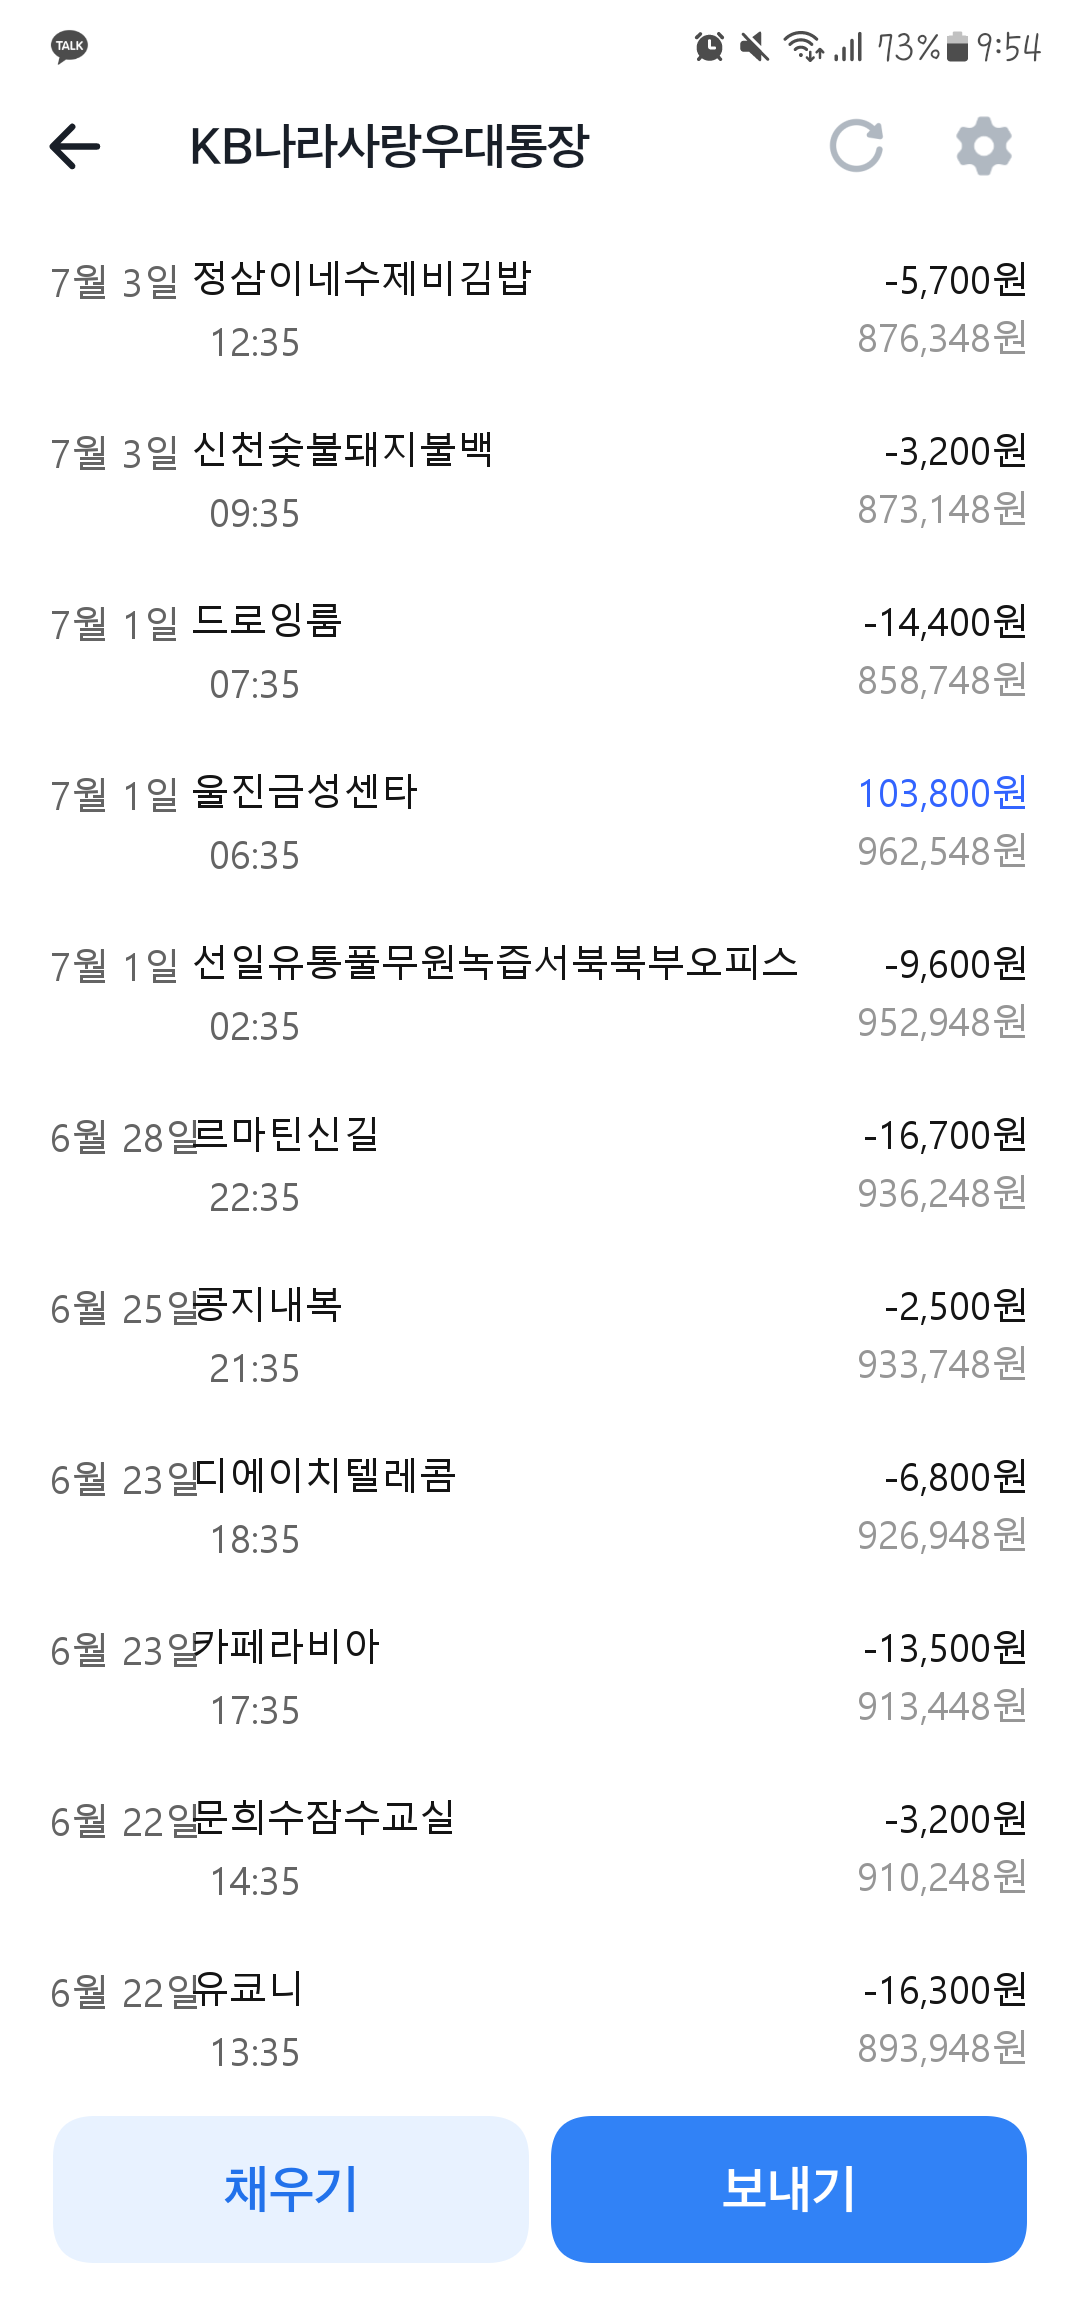 TALK 73% 9:54
KB나라사랑우대통장
7월 3일 정삼이네수제비김밥 -5,700원
12:35 876,348원
7월 3일 신천숯불돼지불백 -3,200원
09:35 873,148원
7월 1일 드로잉룸 -14,400원
07:35 858,748원
7월 1일 울진금성센타 103,800원
06:35 962,548원
7월 1일 선일유통풀무원녹즙서북북부오피스 -9,600원
02:35 952,948원
6월 28일 르마틴신길 -16,700원
22:35 936,248원
6월 25일 콩지내복 -2,500원
21:35 933,748원
6월 23일 디에이치텔레콤 -6,800원
18:35 926,948원
6월 23일 카페라비아 -13,500원
17:35 913,448원
6월 22일 문희수잠수교실 -3,200원
14:35 910,248원
6월 22일 유쿄니 -16,300원
13:35 893,948원
채우기 보내기